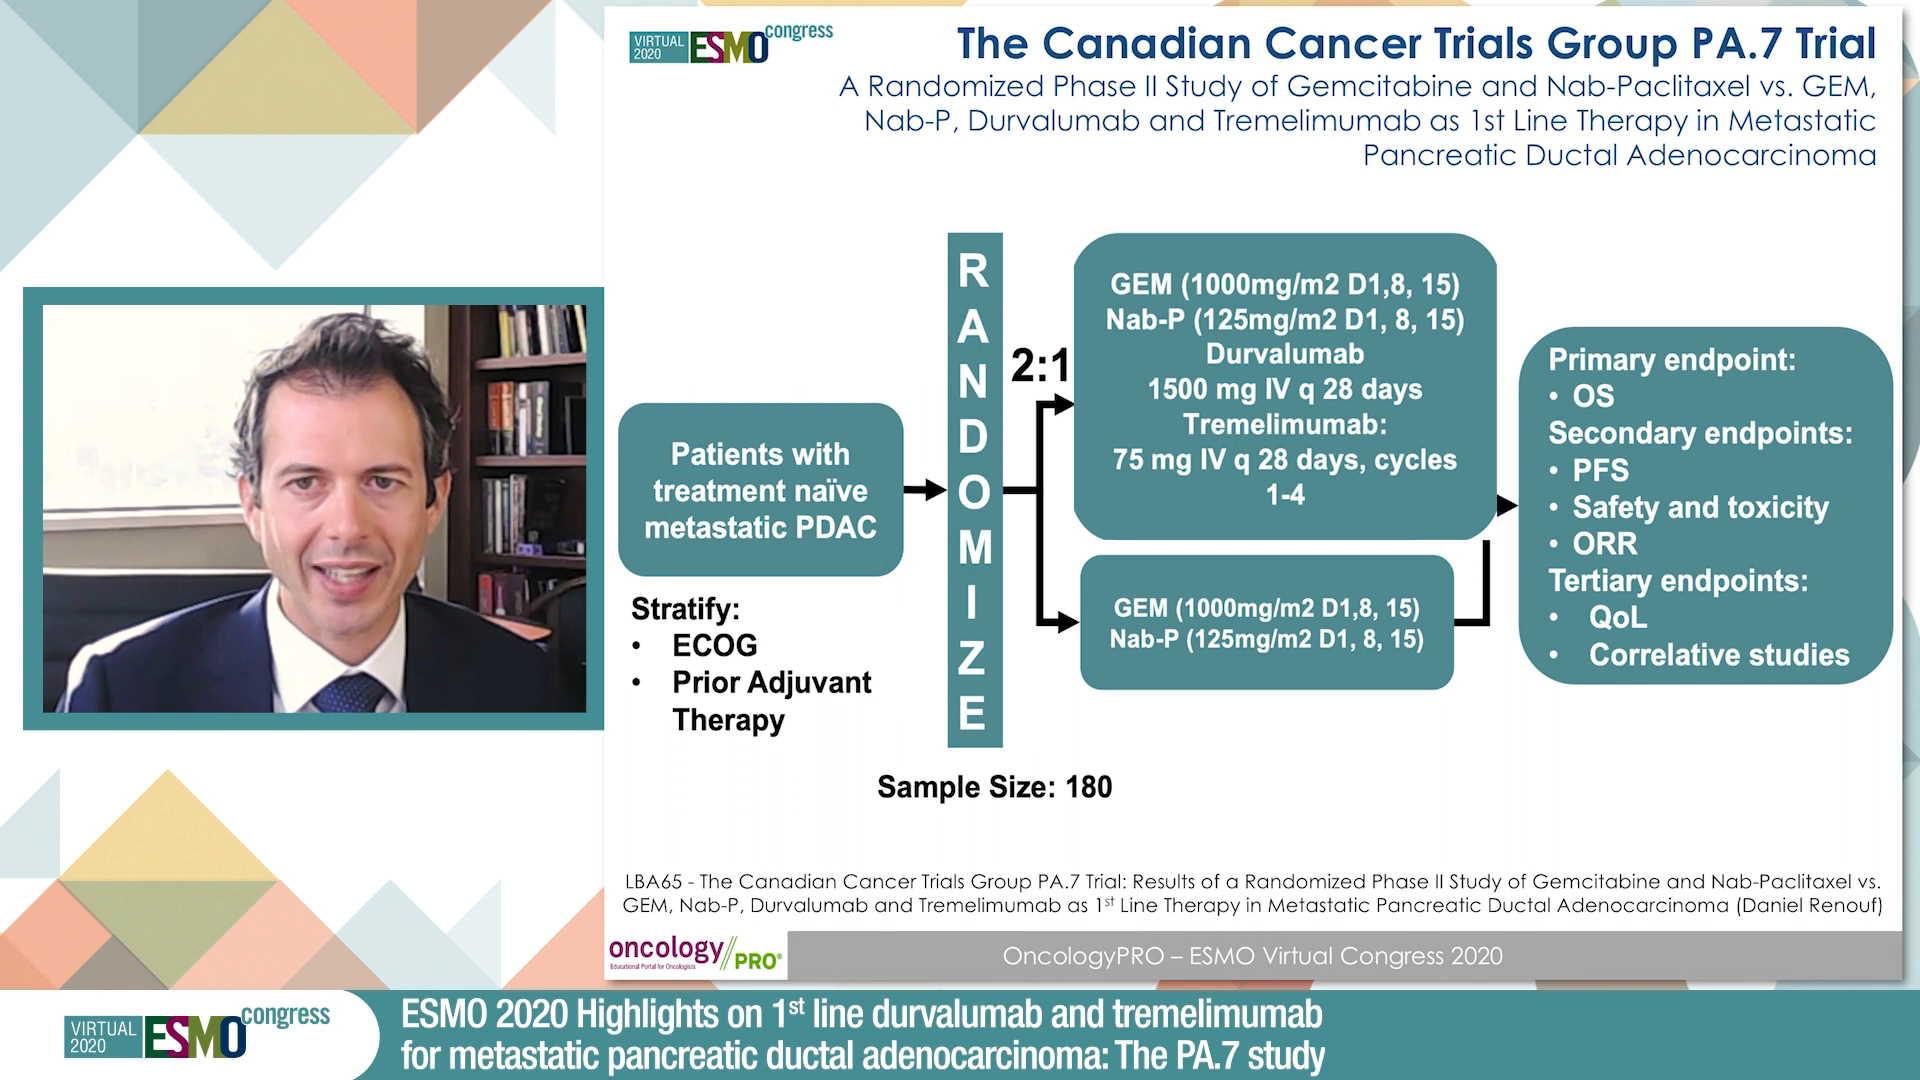 VIRTUAL
2020
ESMO
congress
The Canadian Cancer Trials Group PA.7 Trial
A Randomized Phase II Study of Gemcitabine and Nab-Paclitaxel vs. GEM,
Nab-P, Durvalumab and Tremelimumab as 1st Line Therapy in Metastatic
Pancreatic Ductal Adenocarcinoma
Patients with
treatment naïve
metastatic PDAC
Stratify:
• ECOG
• Prior Adjuvant
Therapy
R
A
N
D
O
M
I
Z
E
2:1
GEM (1000mg/m2 D1,8, 15)
Nab-P (125mg/m2 D1, 8, 15)
Durvalumab
1500 mg IV q 28 days
Tremelimumab:
75 mg IV q 28 days, cycles
1-4
GEM (1000mg/m2 D1,8, 15)
Nab-P (125mg/m2 D1, 8, 15)
Primary endpoint:
• OS
Secondary endpoints:
• PFS
• Safety and toxicity
• ORR
Tertiary endpoints:
• QoL
• Correlative studies
Sample Size: 180
LBA65 - The Canadian Cancer Trials Group PA.7 Trial: Results of a Randomized Phase II Study of Gemcitabine and Nab-Paclitaxel vs.
GEM, Nab-P, Durvalumab and Tremelimumab as 1st Line Therapy in Metastatic Pancreatic Ductal Adenocarcinoma (Daniel Renouf)
oncology//PRO®
Educational Portal for Oncologists
OncologyPRO – ESMO Virtual Congress 2020
VIRTUAL
2020
ESMO
congress
ESMO 2020 Highlights on 1st line durvalumab and tremelimumab
for metastatic pancreatic ductal adenocarcinoma: The PA.7 study